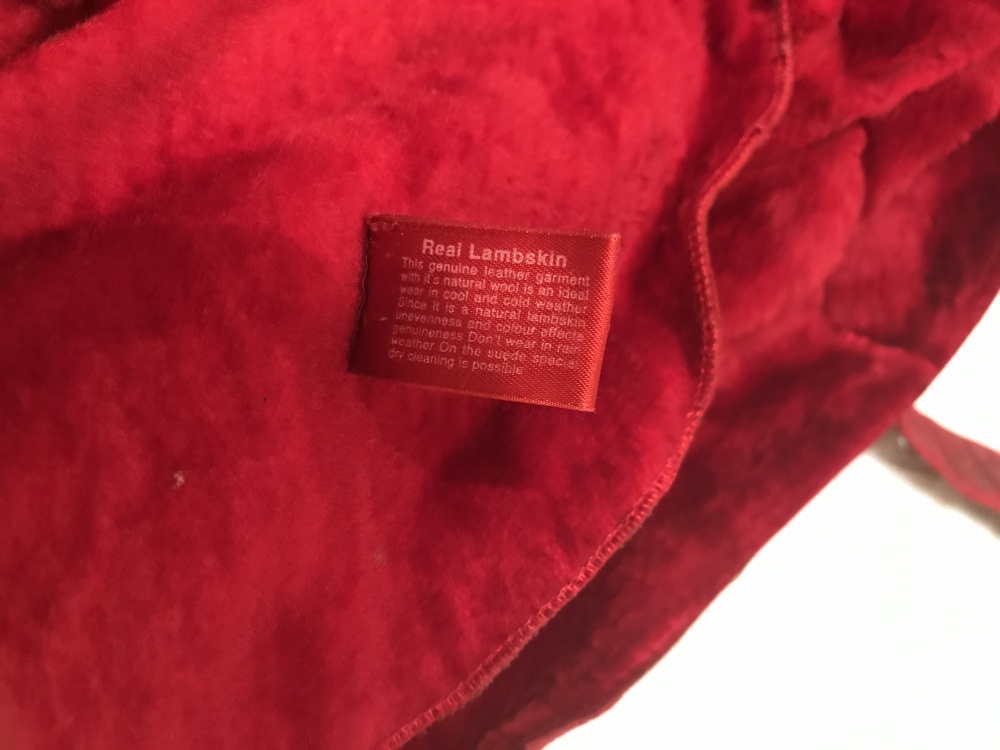 Real Lambskin
This genuine leather garment
with it's natural wool is an ideal
wear in cool and cold weather
Since it is a natural lambskin
unevenness and colour effects
genuineness Don't wear in rain
weather On the suede special
dry cleaning is possible